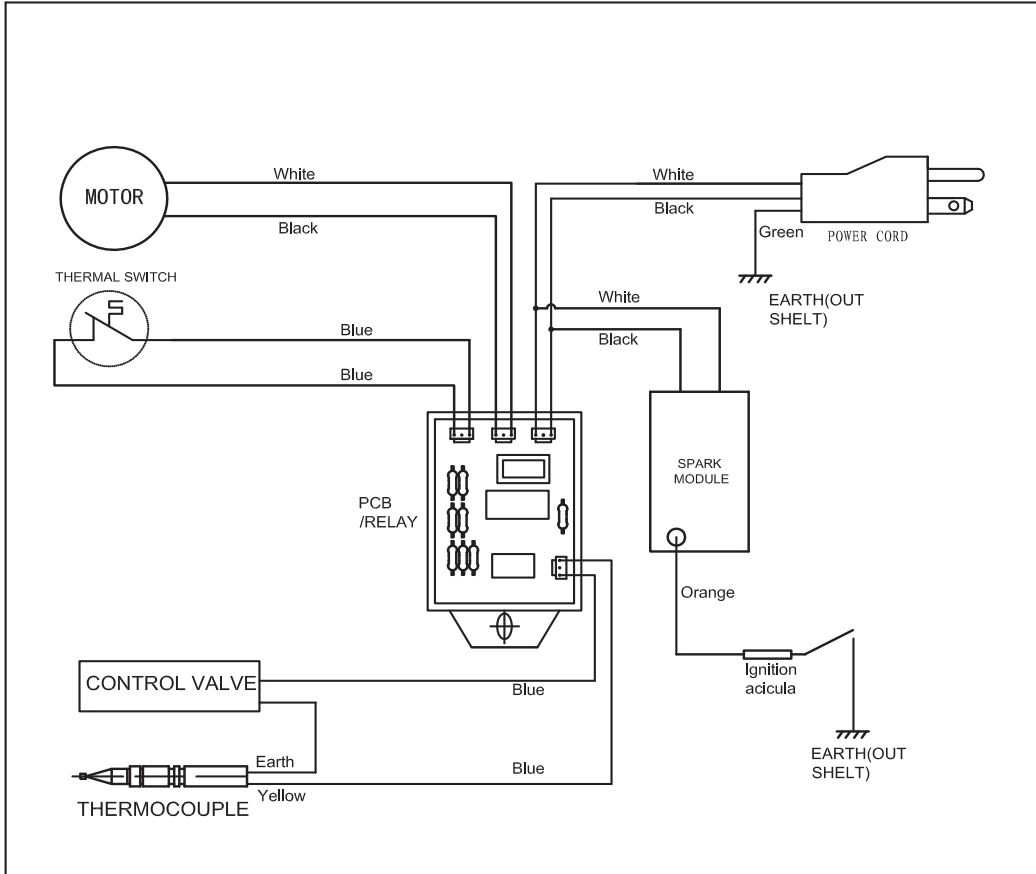 MOTOR
White
Black
White
Black
Green
POWER CORD
THERMAL SWITCH
EARTH(OUT
SHELT)
White
Black
Blue
Blue
SPARK
MODULE
PCB
/RELAY
Orange
Ignition
acicula
CONTROL VALVE
Blue
EARTH(OUT
SHELT)
Earth
Blue
Yellow
THERMOCOUPLE